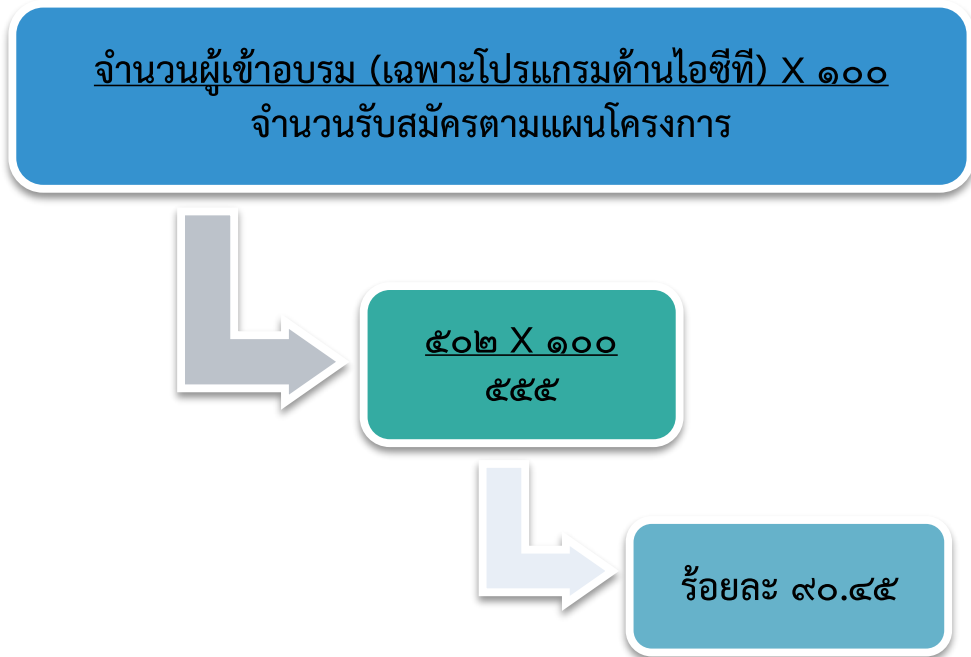 จำนวนผู้เข้าอบรม (เฉพาะโปรแกรมด้านไอซีที) X ๑๐๐
จำนวนรับสมัครตามแผนโครงการ
๕๐๒ X ๑๐๐
๕๕๕
ร้อยละ ๙๐.๔๕